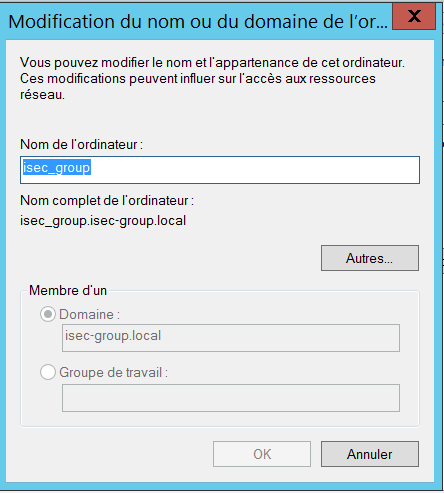 Modification du nom ou du domaine de l'or...
X
Vous pouvez modifier le nom et l'appartenance de cet ordinateur.
Ces modifications peuvent influer sur l'accès aux ressources
réseau.
Nom de l'ordinateur :
isec_group
Nom complet de l'ordinateur :
isec_group.isec-group.local
Autres...
Membre d'un
Domaine :
isec-group.local
Groupe de travail :
OK Annuler